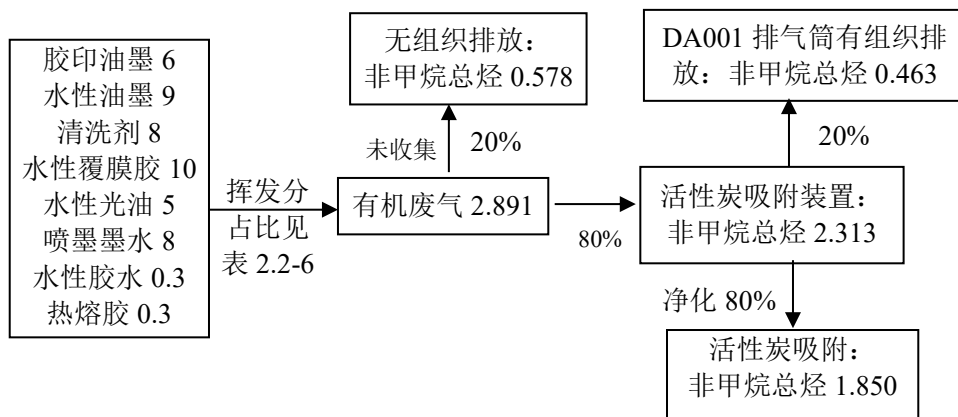 胶印油墨 6
水性油墨 9
清洗剂 8
水性覆膜胶 10
水性光油 5
喷墨墨水 8
水性胶水 0.3
热熔胶 0.3
挥发分
占比见
表 2.2-6
无组织排放：
非甲烷总烃 0.578
未收集
20%
有机废气 2.891
80%
DA001 排气筒有组织排
放：非甲烷总烃 0.463
20%
活性炭吸附装置：
非甲烷总烃 2.313
净化 80%
活性炭吸附：
非甲烷总烃 1.850